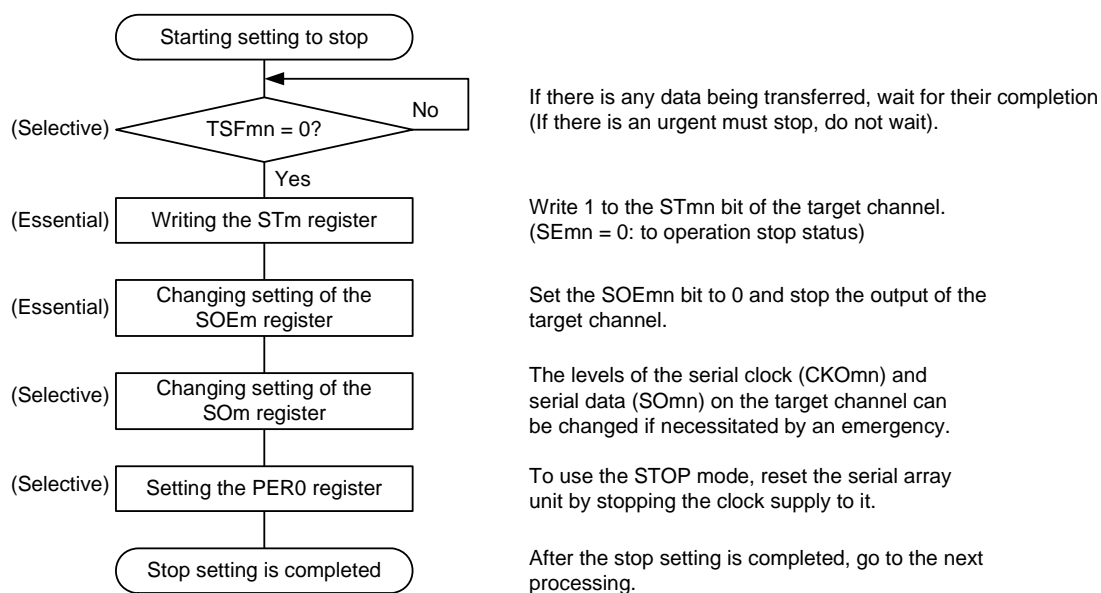 Starting setting to stop
No
(Selective)
TSFmn = 0?
If there is any data being transferred, wait for their completion
(If there is an urgent must stop, do not wait).
Yes
(Essential)
Writing the STm register
Write 1 to the STmn bit of the target channel.
(SEmn = 0: to operation stop status)
(Essential)
Changing setting of the
SOEm register
Set the SOEmn bit to 0 and stop the output of the
target channel.
(Selective)
Changing setting of the
SOm register
The levels of the serial clock (CKOmn) and
serial data (SOmn) on the target channel can
be changed if necessitated by an emergency.
(Selective)
Setting the PER0 register
To use the STOP mode, reset the serial array
unit by stopping the clock supply to it.
Stop setting is completed
After the stop setting is completed, go to the next
processing.